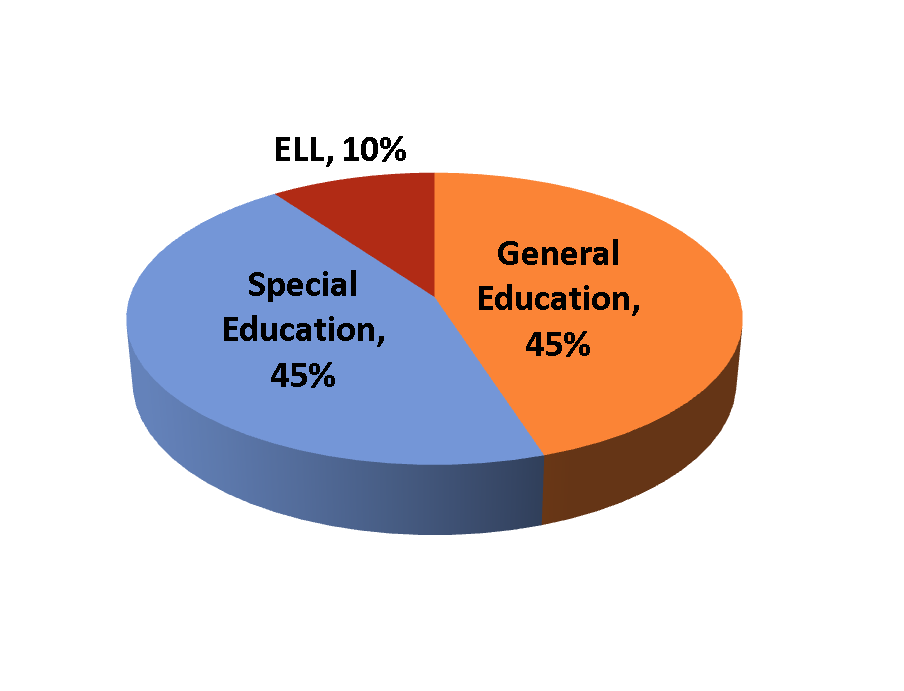 ELL, 10%
General
Education,
45%
Special
Education,
45%